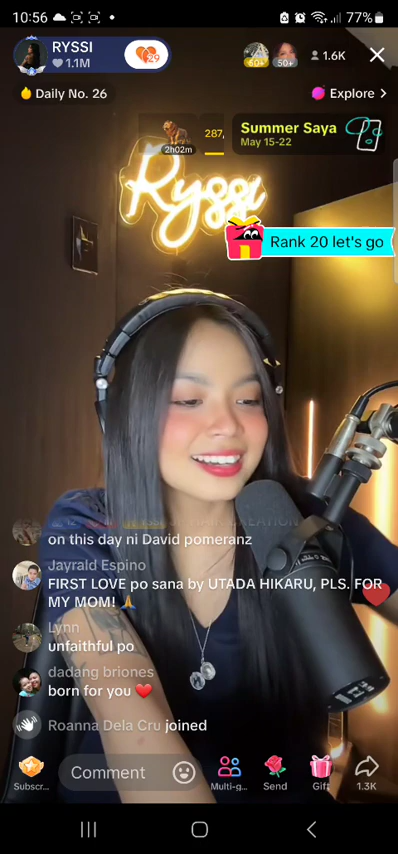 10:56
77%
RYSSI
1.1M
29
60+
50+
1.6K
Daily No. 26
Explore >
2h02m
287,
Summer Saya
May 15-22
Ryssi
Rank 20 let's go
on this day ni David pomeranz
Jayrald Espino
FIRST LOVE po sana by UTADA HIKARU, PLS. FOR
MY MOM! 🙏
Lynn
unfaithful po
dadang briones
born for you ❤️
Roanna Dela Cru joined
Comment
Subscr...
Multi-g...
Send
Gift
1.3K